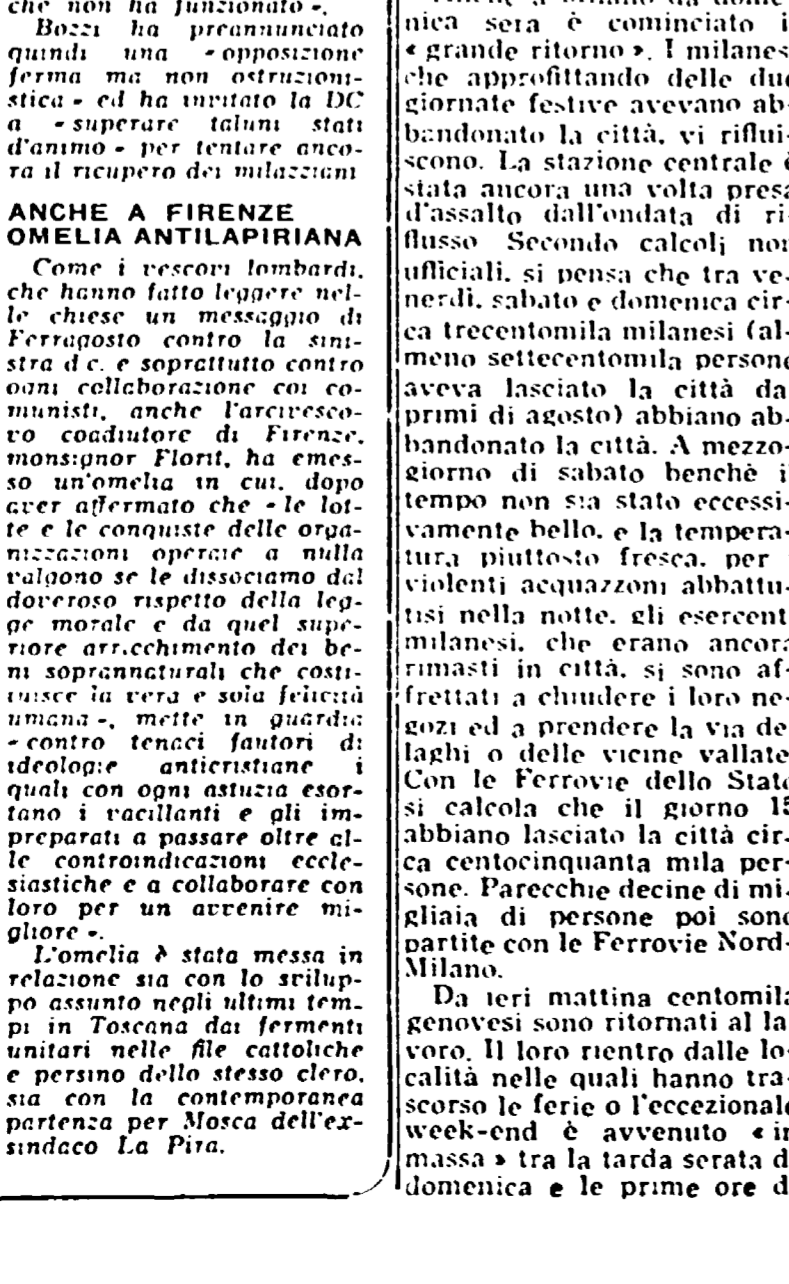 che non ha funzionato -.
Bozzi ha preannunciato
quindi una - opposizione
ferma ma non ostruzioni-
stica - ed ha invitato la DC
a - superare taluni stati
d'animo - per tentare anco-
ra il ricupero dei milazziani
ANCHE A FIRENZE
OMELIA ANTILAPIRIANA
Come i vescovi lombardi,
che hanno fatto leggere nel-
le chiese un messaggio di
Ferragosto contro la sini-
stra d c. e soprattutto contro
ogni collaborazione coi co-
munisti, anche l'arcivesco-
vo coadiutore di Firenze,
monsignor Florit, ha emes-
so un'omelia in cui, dopo
aver affermato che - le lot-
te e le conquiste delle orga-
nizzazioni operaie a nulla
valgono se le dissociamo dal
doveroso rispetto della leg-
ge morale e da quel supe-
riore arricchimento dei be-
ni soprannaturali che costi-
tuisce la vera e sola felicità
umana -, mette in guardia
- contro tenaci fautori di
ideologie anticristiane i
quali con ogni astuzia esor-
tano i vacillanti e gli im-
preparati a passare oltre al-
le controindicazioni eccle-
siastiche e a collaborare con
loro per un avvenire mi-
gliore -.
L'omelia è stata messa in
relazione sia con lo svilup-
po assunto negli ultimi tem-
pi in Toscana dai fermenti
unitari nelle file cattoliche
e persino dello stesso clero,
sia con la contemporanea
partenza per Mosca dell'ex-
sindaco La Pira.
nica sera è cominciato i
« grande ritorno ». I milanes
che approfittando delle due
giornate festive avevano ab-
bandonato la città, vi riflui-
scono. La stazione centrale è
stata ancora una volta presa
d'assalto dall'ondata di ri-
flusso Secondo calcoli non
ufficiali, si pensa che tra ve-
nerdì, sabato e domenica cir-
ca trecentomila milanesi (al-
meno settecentomila persone
aveva lasciato la città dai
primi di agosto) abbiano ab-
bandonato la città. A mezzo-
giorno di sabato benchè i
tempo non sia stato eccessi-
vamente bello, e la tempera-
tura piuttosto fresca, per i
violenti acquazzoni abbattu-
tisi nella notte, gli esercenti
milanesi, che erano ancora
rimasti in città, si sono af-
frettati a chiudere i loro ne-
gozi ed a prendere la via dei
laghi o delle vicine vallate
Con le Ferrovie dello Stato
si calcola che il giorno 15
abbiano lasciato la città cir-
ca centocinquanta mila per-
sone. Parecchie decine di mi-
gliaia di persone poi sono
partite con le Ferrovie Nord-
Milano.
Da ieri mattina centomila
genovesi sono ritornati al la-
voro. Il loro rientro dalle lo-
calità nelle quali hanno tra-
scorso le ferie o l'eccezionale
week-end è avvenuto « in
massa » tra la tarda serata di
domenica e le prime ore d